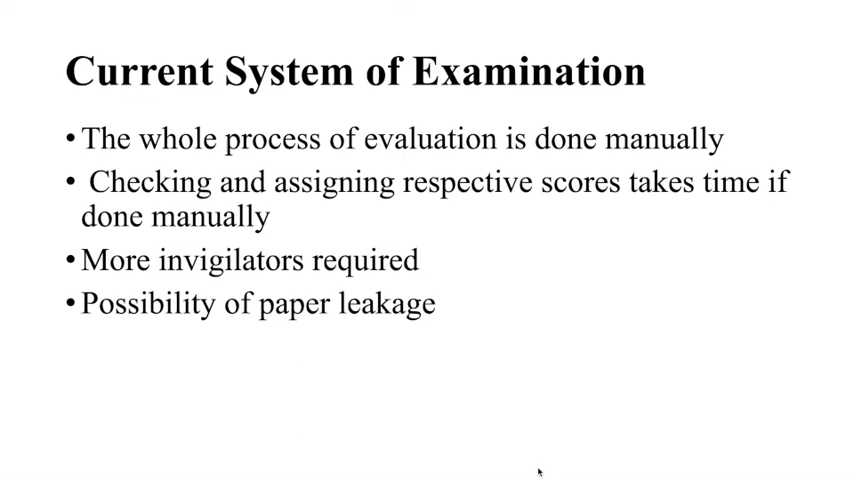 Current System of Examination
•The whole process of evaluation is done manually
• Checking and assigning respective scores takes time if
done manually
•More invigilators required
•Possibility of paper leakage